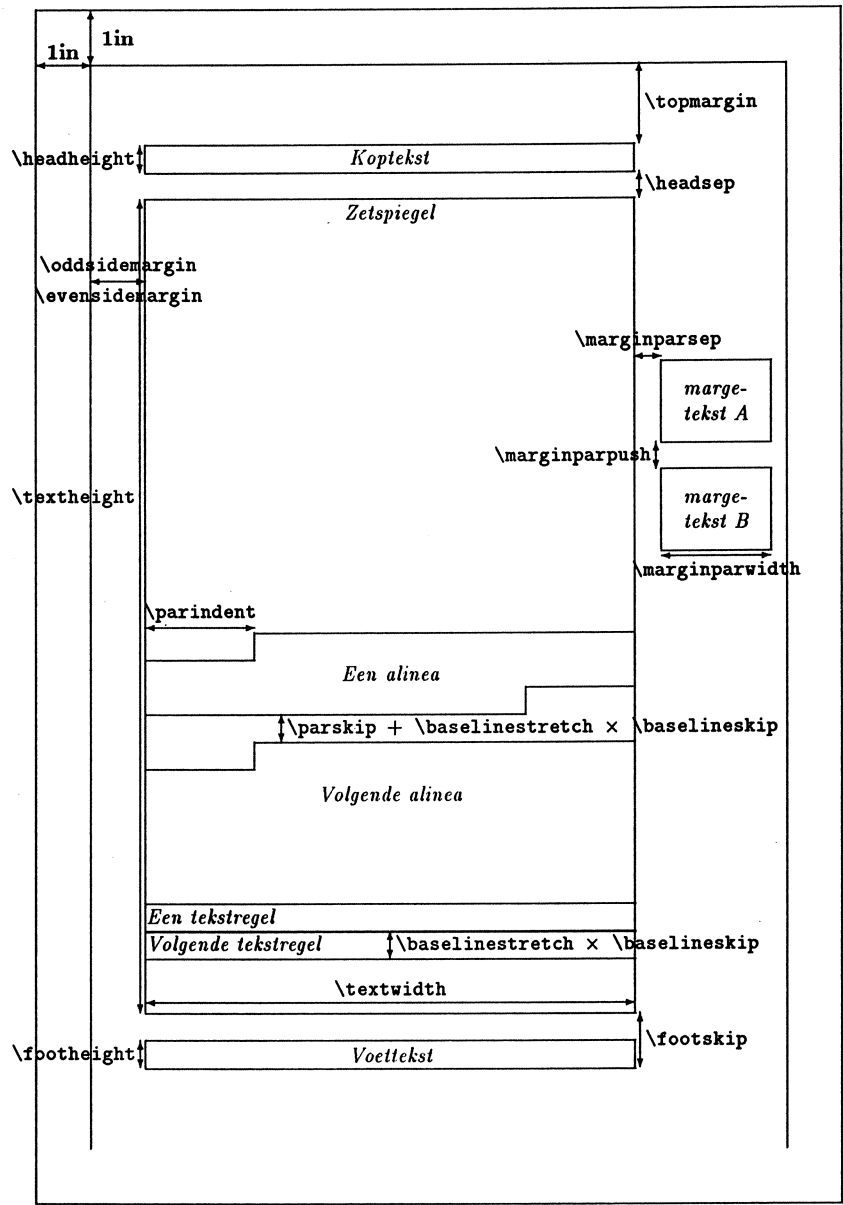 1in
1in
\topmargin
\headheight
Koptekst
\headsep
Zetspiegel
\oddsidemargin
\evensidemargin
\marginparsep
marge-
tekst A
\marginparpush
\textheight
marge-
tekst B
\marginparwidth
\parindent
Een alinea
\parskip + \baselinestretch × \baselineskip
Volgende alinea
Een tekstregel
Volgende tekstregel \baselinestretch × \baselineskip
\textwidth
\footskip
\footheight
Voettekst